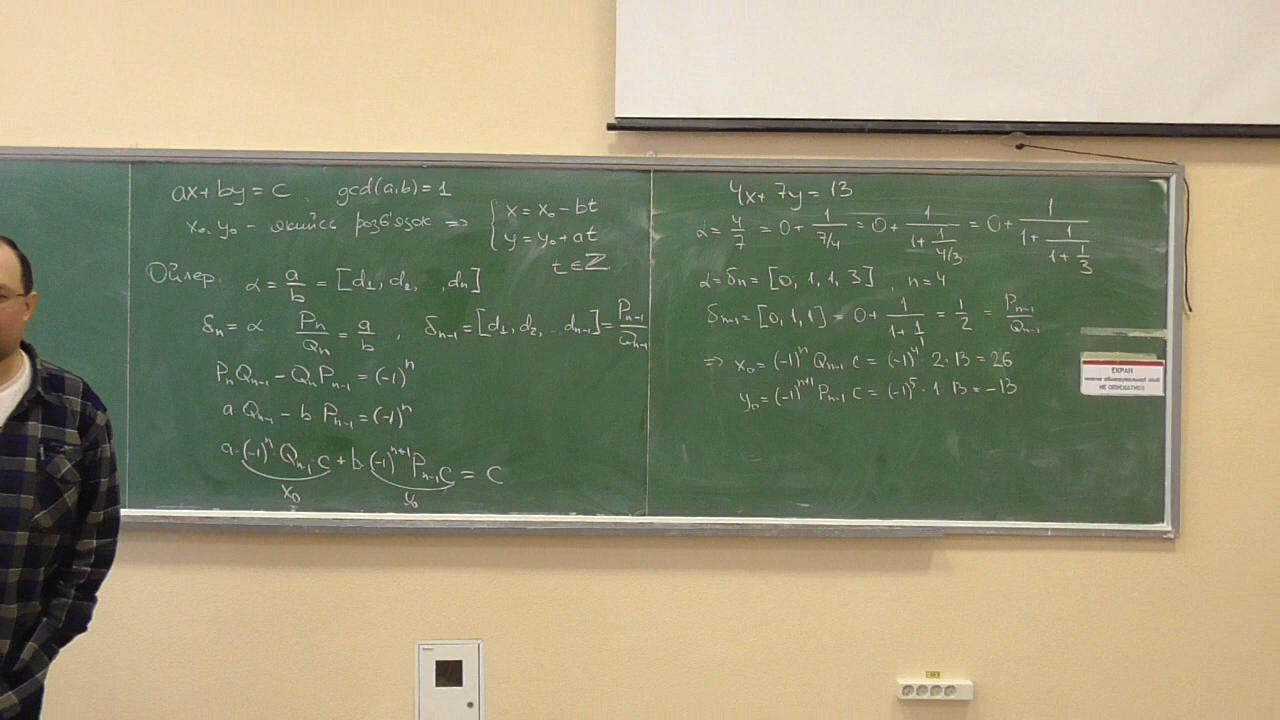 ax + by = c , gcd(a,b) = 1
x₀, y₀ – якийсь розв'язок ⇒ { x = x₀ – bt
y = y₀ + at
t ∈ ℤ
Ойлер: α = a/b = [d₁, d₂, ..., dₙ]
δₙ = α Pₙ/Qₙ = a/b , δₙ₋₁ = [d₁, d₂, ... dₙ₋₁] = Pₙ₋₁/Qₙ₋₁
PₙQₙ₋₁ – QₙPₙ₋₁ = (-1)ⁿ
a Qₙ₋₁ – b Pₙ₋₁ = (-1)ⁿ
a·(-1)ⁿ·Qₙ₋₁c + b·(-1)ⁿ⁺¹Pₙ₋₁c = c
x₀ y₀
4x + 7y = 13
α = 4/7 = 0 + 1/(7/4) = 0 + 1/(1 + 1/(4/3)) = 0 + 1/(1 + 1/(1 + 1/3))
α = δₙ = [0, 1, 1, 3] , n = 4
δₙ₋₁ = [0, 1, 1] = 0 + 1/(1 + 1/1) = 1/2 = Pₙ₋₁/Qₙ₋₁
⇒ x₀ = (-1)ⁿ Qₙ₋₁ c = (-1)⁴ · 2 · 13 = 26
y₀ = (-1)ⁿ⁺¹ Pₙ₋₁ c = (-1)⁵ · 1 · 13 = –13
ЕКРАН
НЕ ОПУСКАТИСЯ